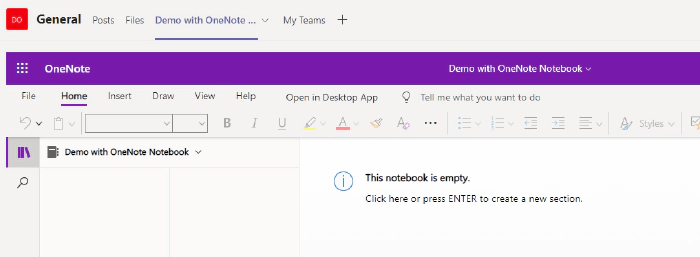 DO General Posts Files Demo with OneNote ... My Teams +
OneNote Demo with OneNote Notebook
File Home Insert Draw View Help Open in Desktop App Tell me what you want to do
B I U A A ... Styles
Demo with OneNote Notebook
This notebook is empty.
Click here or press ENTER to create a new section.